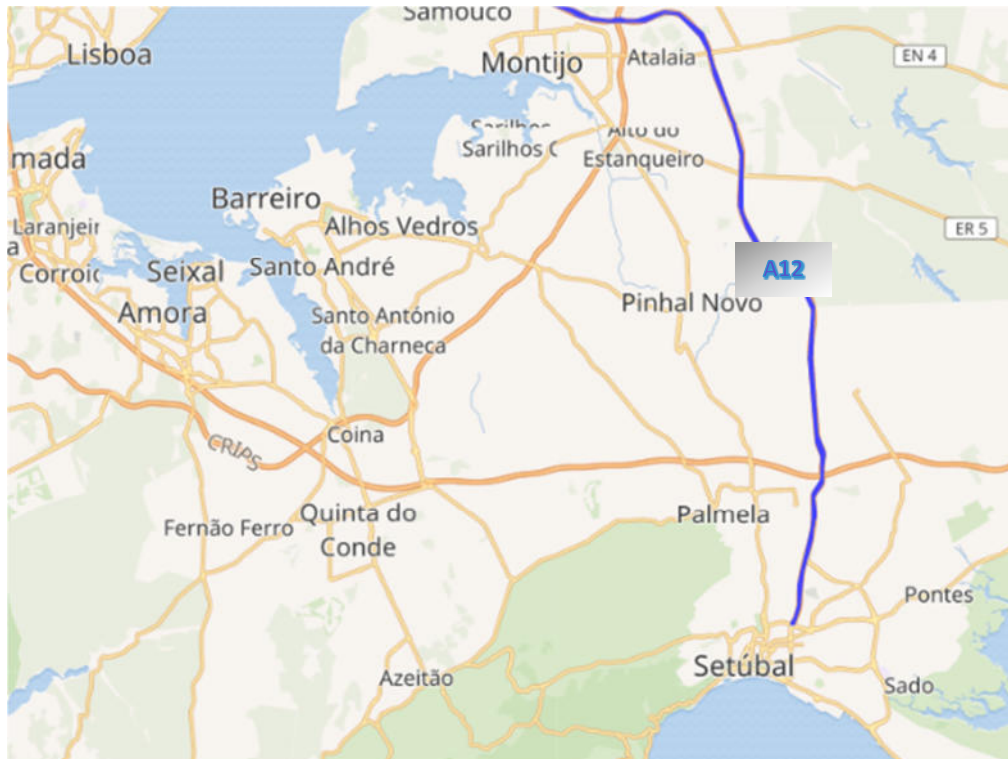 Samouco
Lisboa
Montijo
Atalaia
EN 4
Alto do
Estanqueiro
Sarilhos
mada
Barreiro
Alhos Vedros
ER 5
Laranjeir
a
Corroio
Seixal
Santo André
A12
Amora
Santo António
da Charneca
Pinhal Novo
Coina
CRIPS
Palmela
Fernão Ferro
Quinta do
Conde
Pontes
Azeitão
Setúbal
Sado